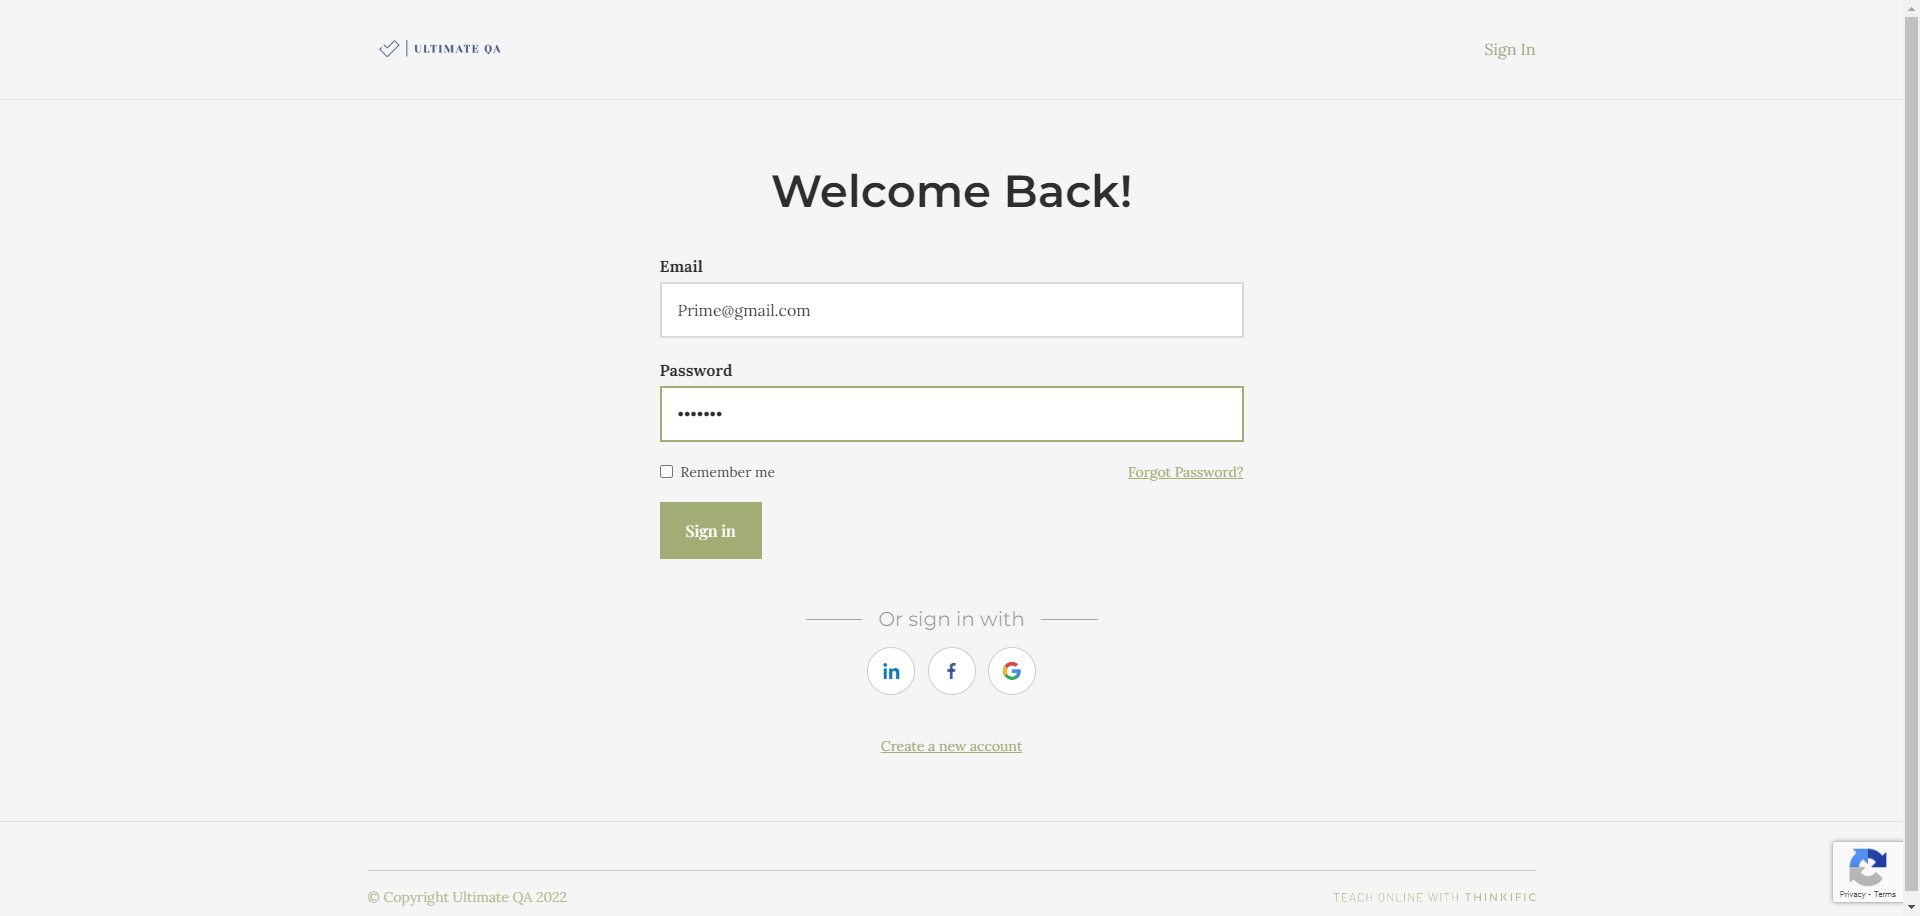 ULTIMATE QA
Sign In
Welcome Back!
Email
Prime@gmail.com
Password
•••••••
Remember me
Forgot Password?
Sign in
Or sign in with
Create a new account
© Copyright Ultimate QA 2022
TEACH ONLINE WITH THINKIFIC
Privacy - Terms